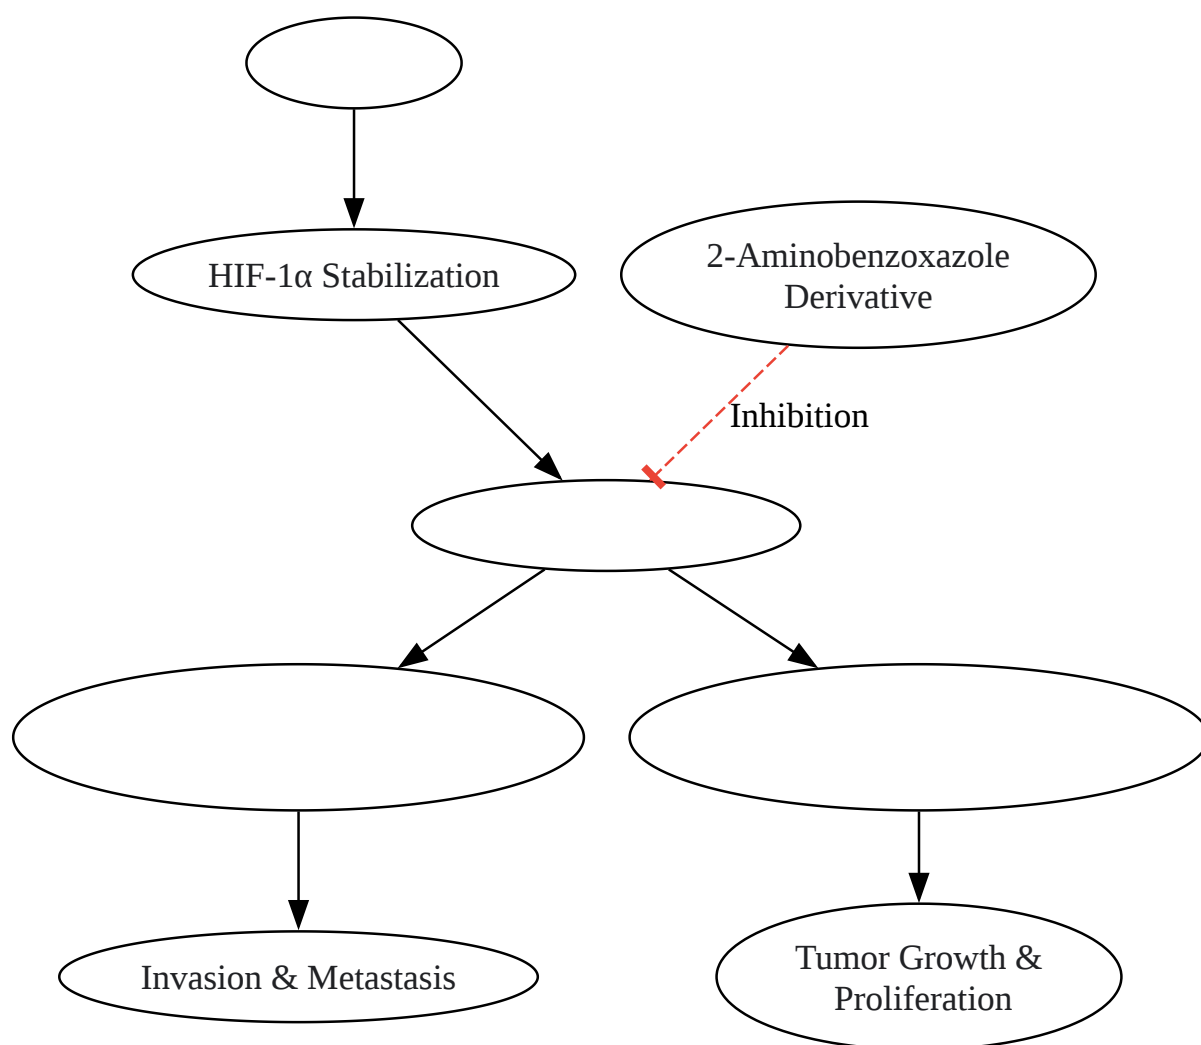 HIF-1α Stabilization
2-Aminobenzoxazole
Derivative
Inhibition
Invasion & Metastasis
Tumor Growth &
Proliferation